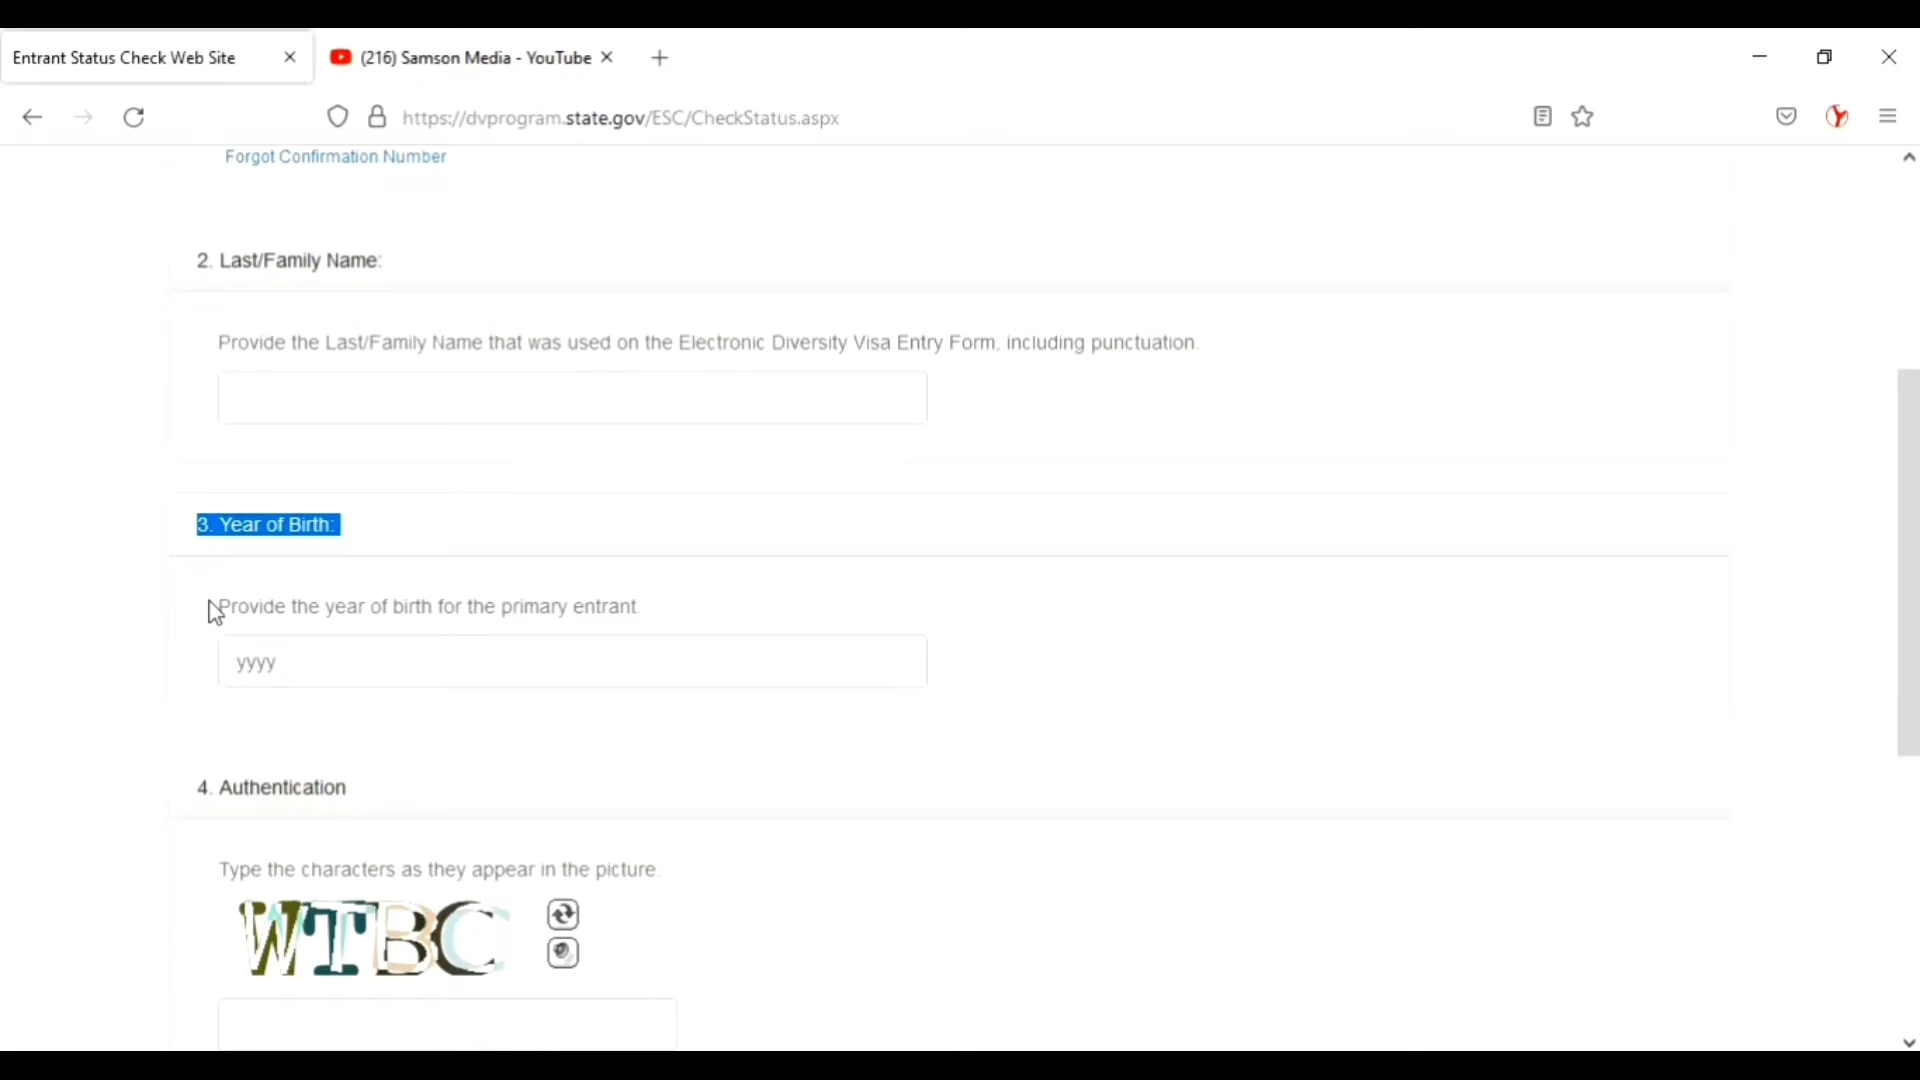 Entrant Status Check Web Site
(216) Samson Media - YouTube
https://dvprogram.state.gov/ESC/CheckStatus.aspx
Forgot Confirmation Number
2. Last/Family Name:
Provide the Last/Family Name that was used on the Electronic Diversity Visa Entry Form, including punctuation.
3. Year of Birth:
Provide the year of birth for the primary entrant.
yyyy
4. Authentication
Type the characters as they appear in the picture.
WTBC